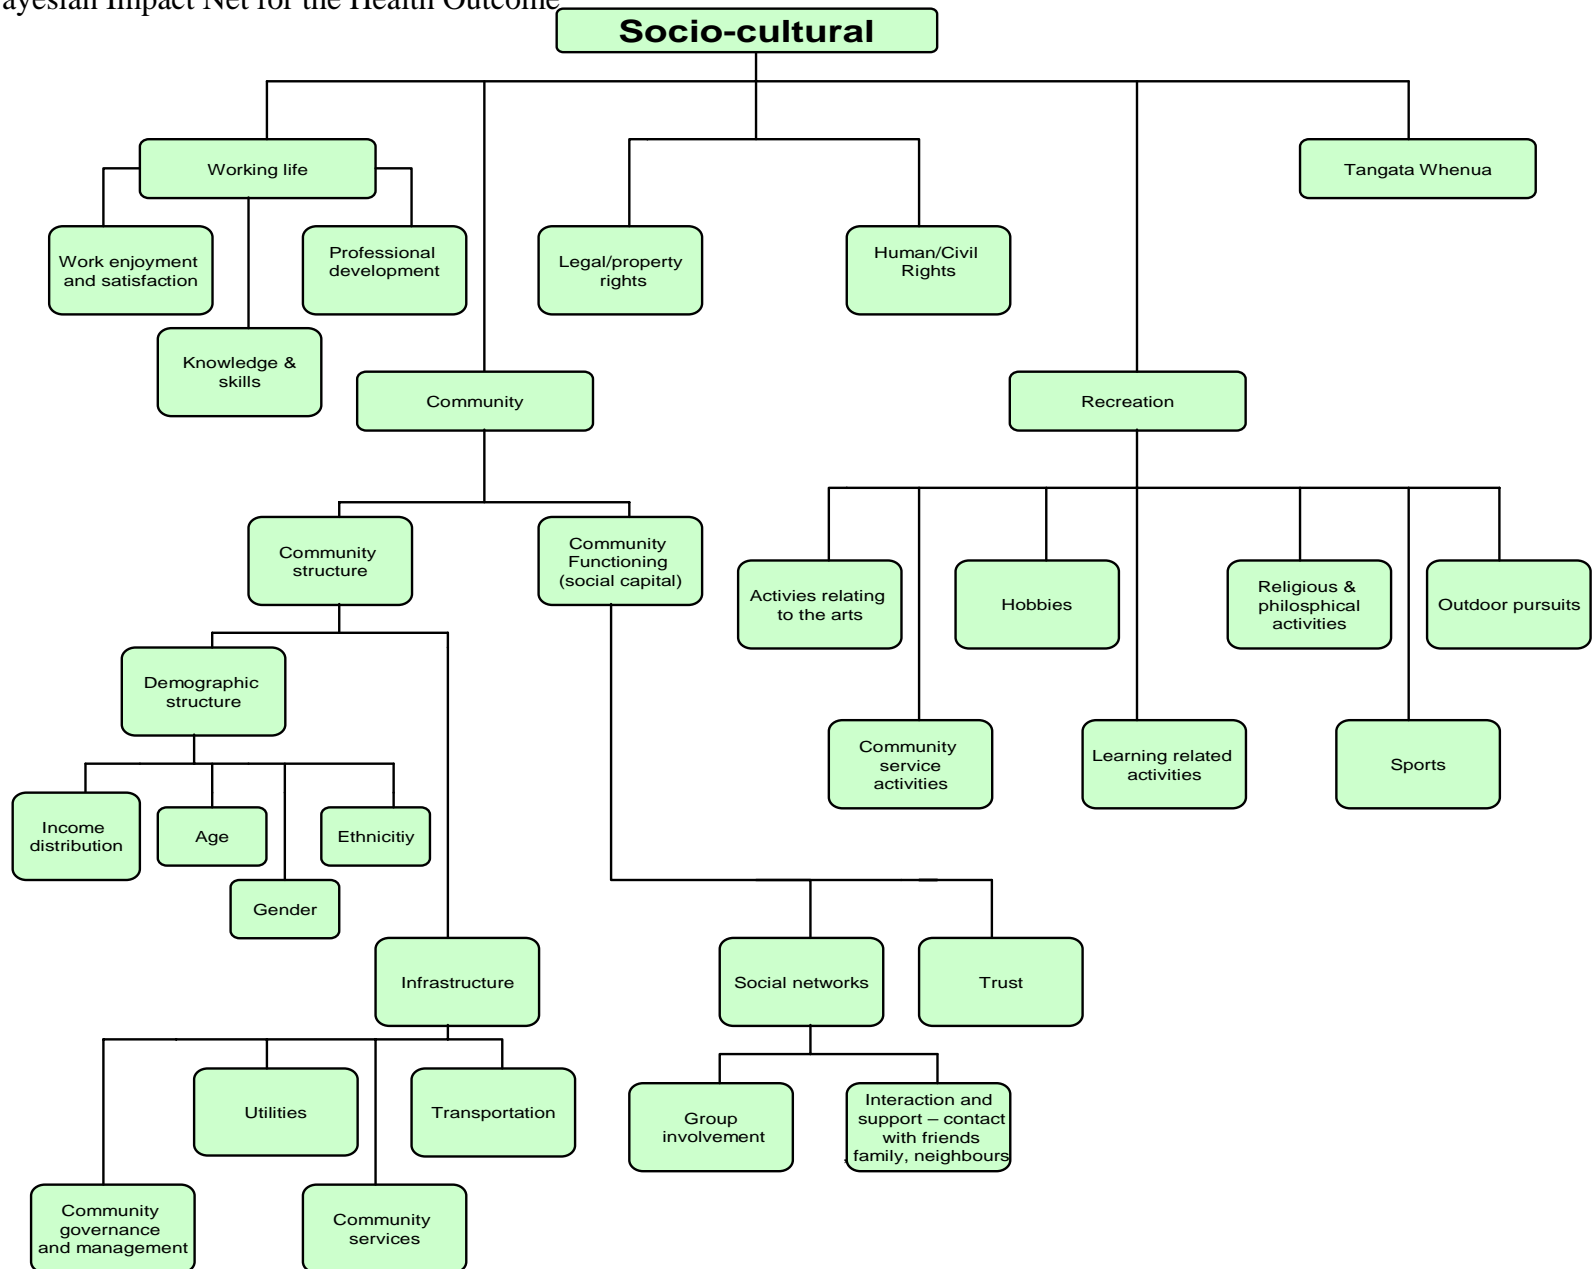 ayesian Impact Net for the Health Outcome
Socio-cultural
Working life
Tangata Whenua
Work enjoyment
and satisfaction
Professional
development
Legal/property
rights
Human/Civil
Rights
Knowledge &
skills
Community
Recreation
Community
structure
Community
Functioning
(social capital)
Activies relating
to the arts
Hobbies
Religious &
philosphical
activities
Outdoor pursuits
Demographic
structure
Community
service
activities
Learning related
activities
Sports
Income
distribution
Age
Ethnicitiy
Gender
Infrastructure
Social networks
Trust
Utilities
Transportation
Group
involvement
Interaction and
support – contact
with friends
, family, neighbours
Community
governance
and management
Community
services